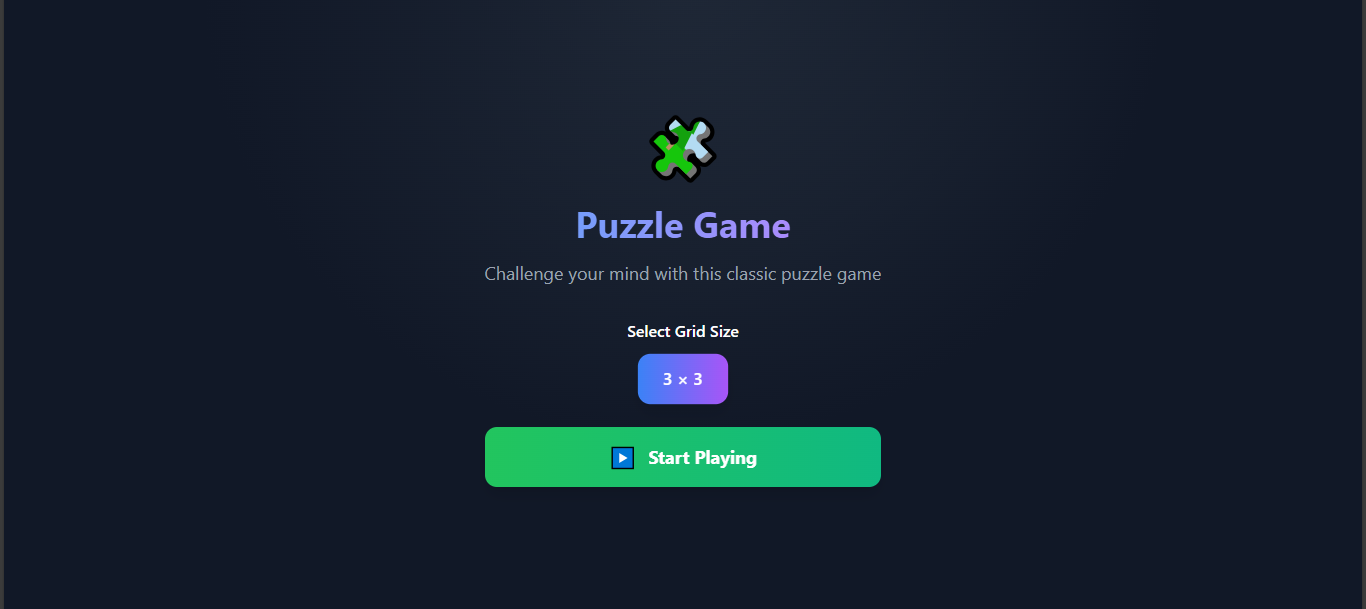 Puzzle Game
Challenge your mind with this classic puzzle game
Select Grid Size
3 × 3
Start Playing